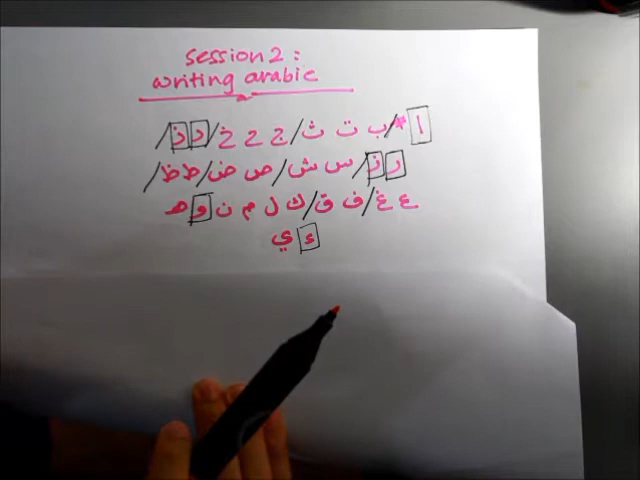 session 2 :
writing arabic
ا */ ب ت ث / ج ح خ / د ذ /
ر ز / س ش / ص ض / ط ظ /
ع غ / ف ق / ك ل م ن و ه
ء ي